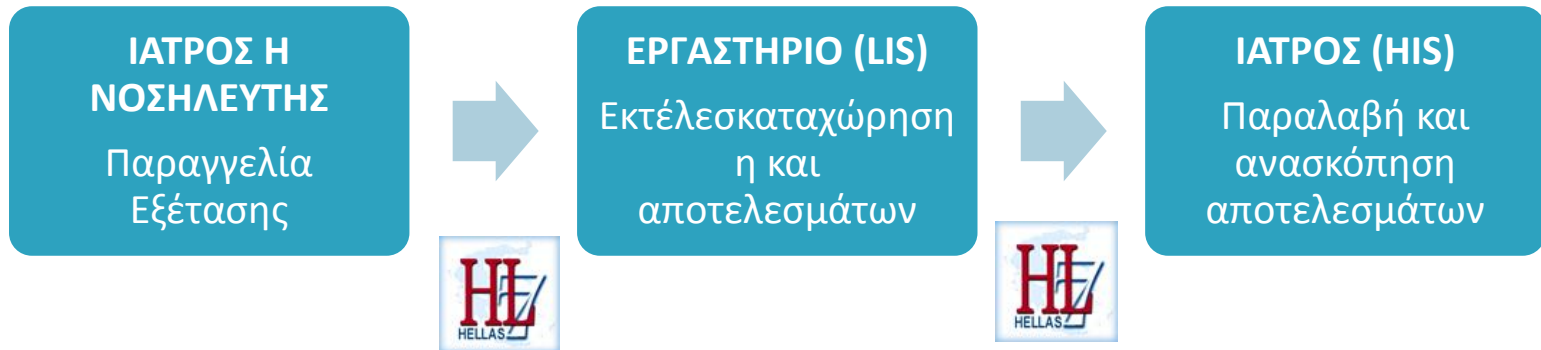 ΙΑΤΡΟΣ Η
ΝΟΣΗΛΕΥΤΗΣ
Παραγγελία
Εξέτασης
ΕΡΓΑΣΤΗΡΙΟ (LIS)
Εκτέλεσκαταχώρηση
η και
αποτελεσμάτων
ΙΑΤΡΟΣ (HIS)
Παραλαβή και
ανασκόπηση
αποτελεσμάτων
HL7
HELLAS
HL7
HELLAS